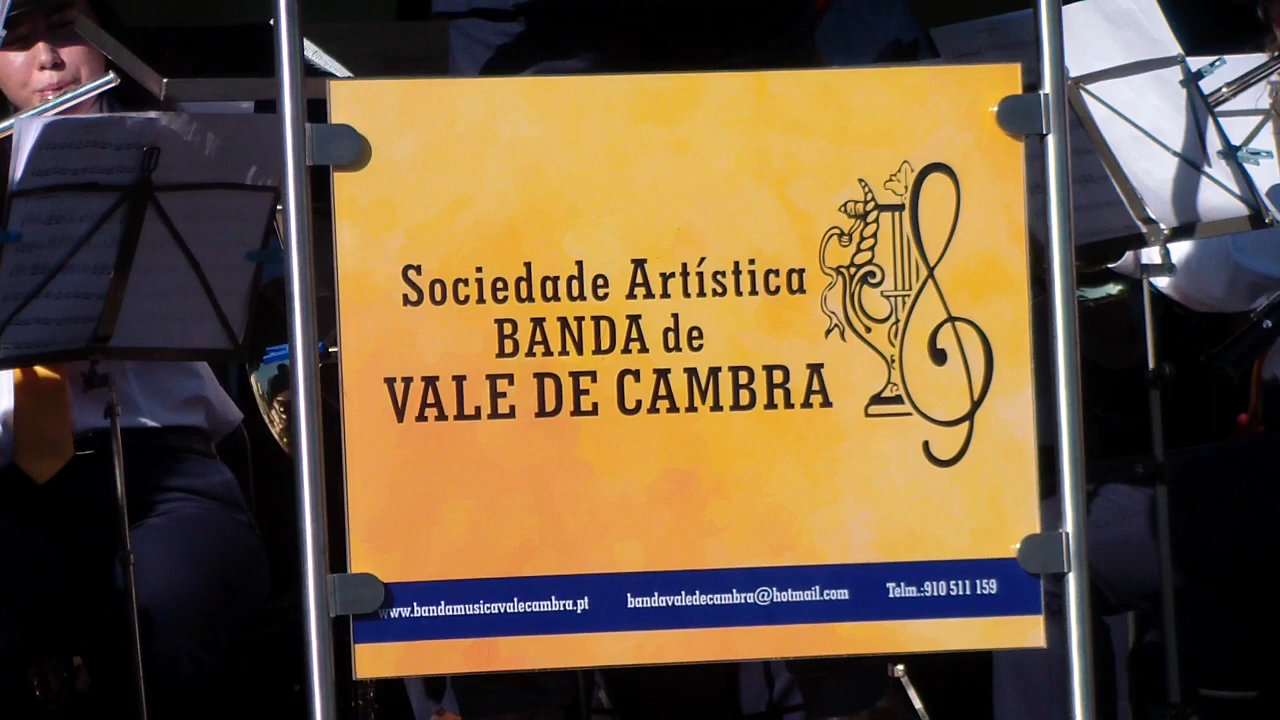 Sociedade Artística
BANDA de
VALE DE CAMBRA
www.bandamusicavalecambra.pt bandavaledecambra@hotmail.com Telm.:910 511 159